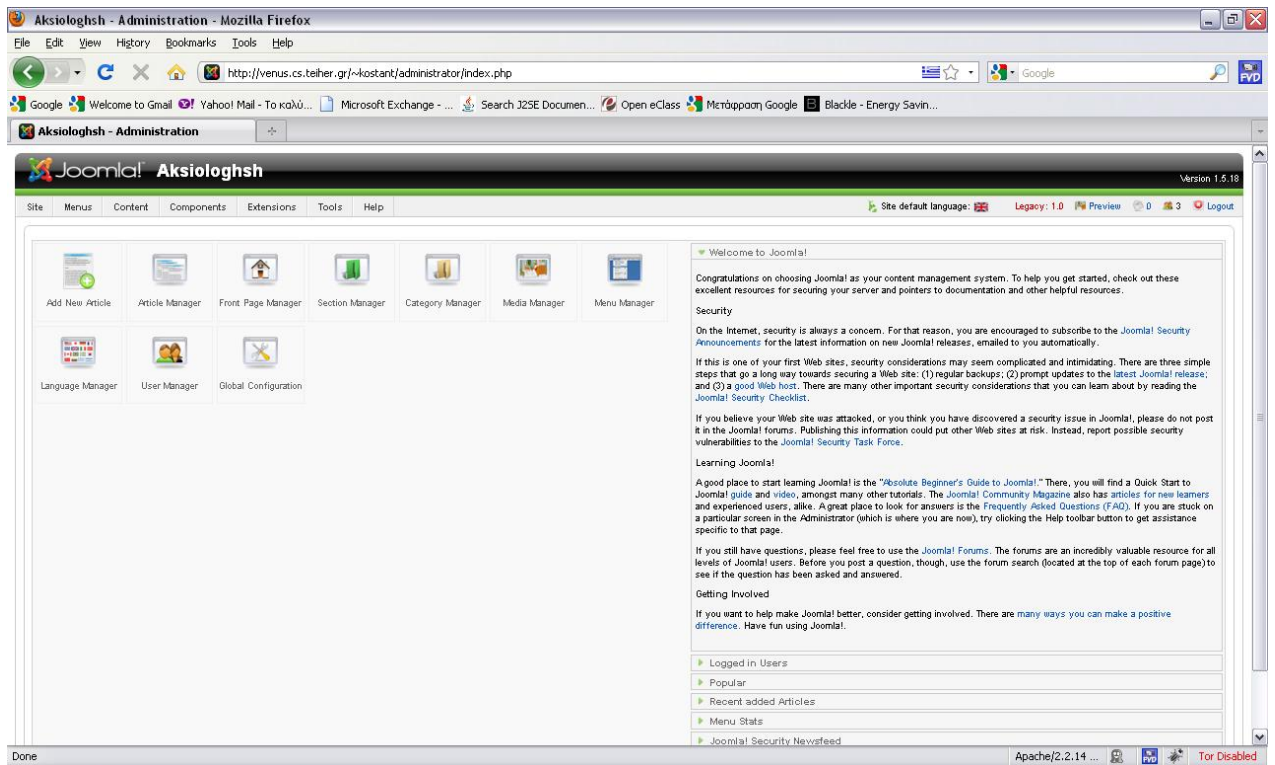 Aksiologhsh - Administration - Mozilla Firefox
File Edit View History Bookmarks Tools Help
http://venus.cs.teiher.gr/~kostant/administrator/index.php
Google
FVD
Google Welcome to Gmail Yahoo! Mail - Το καλύ... Microsoft Exchange - ... Search J2SE Documen... Open eClass Μετάφραση Google Blackle - Energy Savin...
Aksiologhsh - Administration
Joomla! Aksiologhsh
Version 1.5.18
Site Menus Content Components Extensions Tools Help
Site default language: Legacy: 1.0 Preview 0 3 Logout
Add New Article Article Manager Front Page Manager Section Manager Category Manager Media Manager Menu Manager
Language Manager User Manager Global Configuration
Welcome to Joomla!
Congratulations on choosing Joomla! as your content management system. To help you get started, check out these
excellent resources for securing your server and pointers to documentation and other helpful resources.
Security
On the Internet, security is always a concern. For that reason, you are encouraged to subscribe to the Joomla! Security
Announcements for the latest information on new Joomla! releases, emailed to you automatically.
If this is one of your first Web sites, security considerations may seem complicated and intimidating. There are three simple
steps that go a long way towards securing a Web site: (1) regular backups; (2) prompt updates to the latest Joomla! release;
and (3) a good Web host. There are many other important security considerations that you can learn about by reading the
Joomla! Security Checklist.
If you believe your Web site was attacked, or you think you have discovered a security issue in Joomla!, please do not post
it in the Joomla! forums. Publishing this information could put other Web sites at risk. Instead, report possible security
vulnerabilities to the Joomla! Security Task Force.
Learning Joomla!
A good place to start learning Joomla! is the "Absolute Beginner's Guide to Joomla!." There, you will find a Quick Start to
Joomla! guide and video, amongst many other tutorials. The Joomla! Community Magazine also has articles for new learners
and experienced users, alike. A great place to look for answers is the Frequently Asked Questions (FAQ). If you are stuck on
a particular screen in the Administrator (which is where you are now), try clicking the Help toolbar button to get assistance
specific to that page.
If you still have questions, please feel free to use the Joomla! Forums. The forums are an incredibly valuable resource for all
levels of Joomla! users. Before you post a question, though, use the forum search (located at the top of each forum page) to
see if the question has been asked and answered.
Getting Involved
If you want to help make Joomla! better, consider getting involved. There are many ways you can make a positive
difference. Have fun using Joomla!.
Logged in Users
Popular
Recent added Articles
Menu Stats
Joomla! Security Newsfeed
Done
Apache/2.2.14 ... FVD Tor Disabled